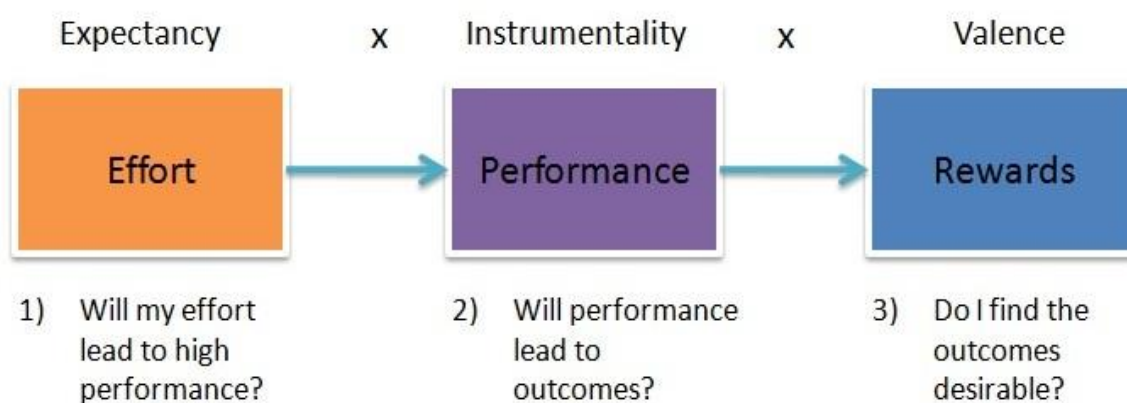 Expectancy x Instrumentality x Valence
Effort Performance Rewards
1) Will my effort
lead to high
performance?
2) Will performance
lead to
outcomes?
3) Do I find the
outcomes
desirable?